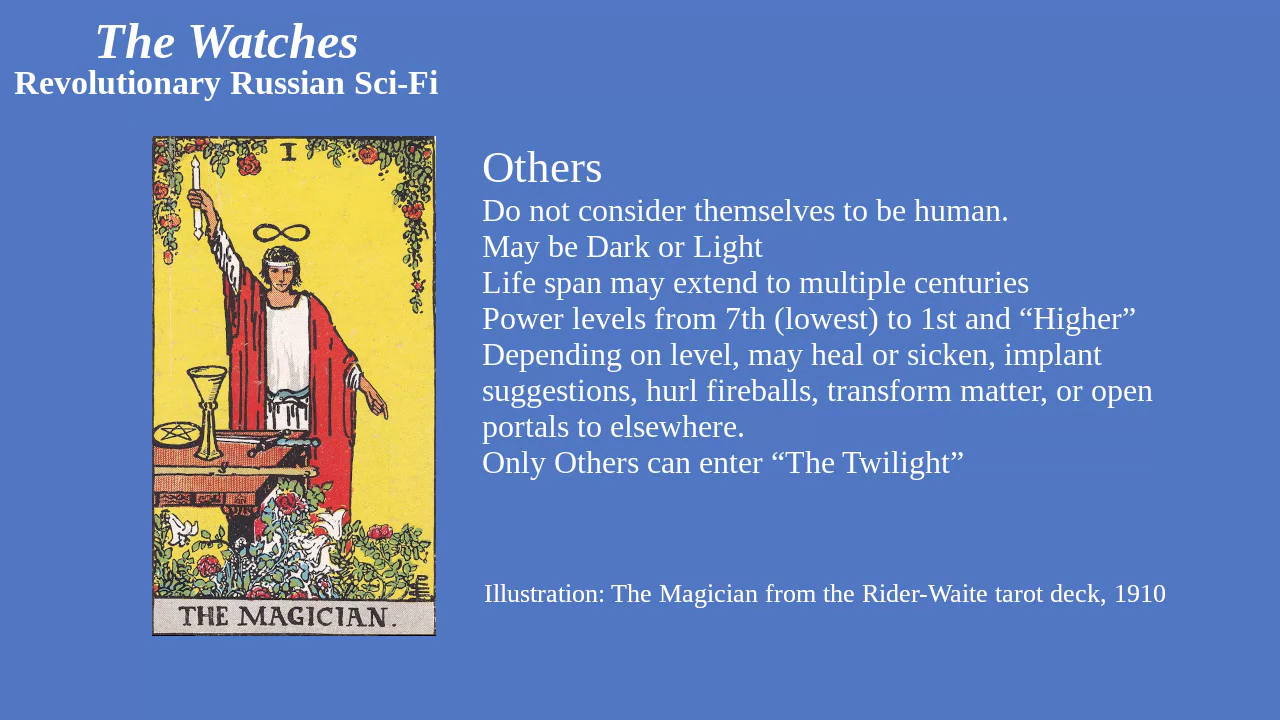 The Watches
Revolutionary Russian Sci-Fi
I
THE MAGICIAN.
Others
Do not consider themselves to be human.
May be Dark or Light
Life span may extend to multiple centuries
Power levels from 7th (lowest) to 1st and “Higher”
Depending on level, may heal or sicken, implant
suggestions, hurl fireballs, transform matter, or open
portals to elsewhere.
Only Others can enter “The Twilight”
Illustration: The Magician from the Rider-Waite tarot deck, 1910